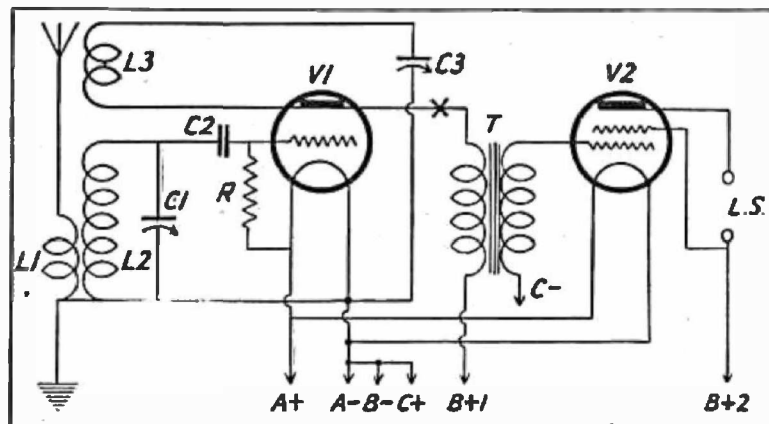 L3
C3
V1
V2
C2
T
R
C1
L.S.
L1
L2
C-
A+
A-
B-
C+
B+1
B+2